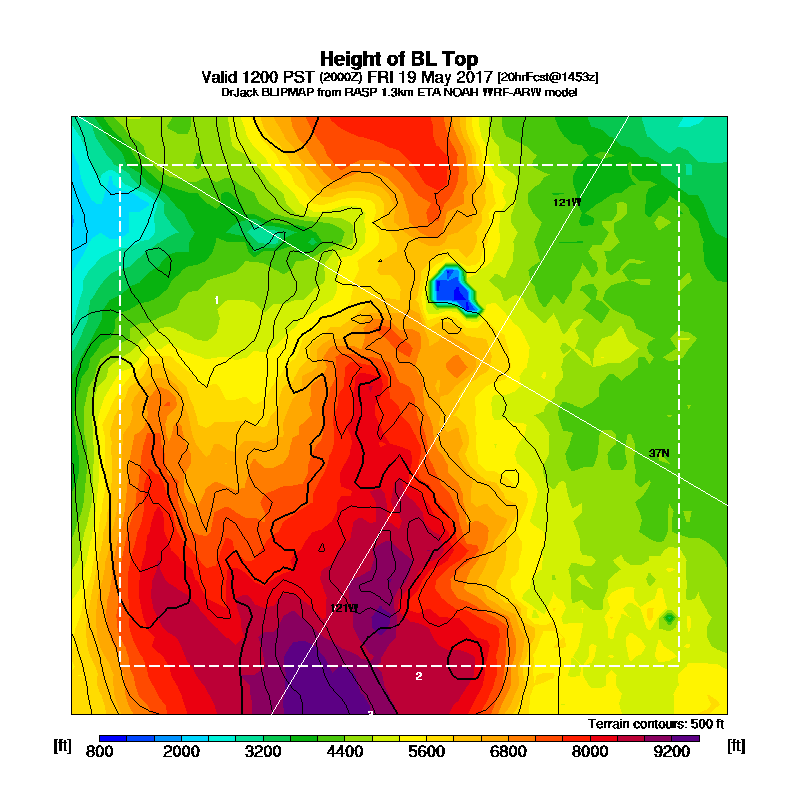 Height of BL Top
Valid 1200 PST (2000Z) FRI 19 May 2017 [20hrFcst@1453z]
DrJack BLIPMAP from RASP 1.3km ETA NOAH WRF-ARW model
121W
1
37N
121W
2
3
Terrain contours: 500 ft
[ft] 800 2000 3200 4400 5600 6800 8000 9200 [ft]